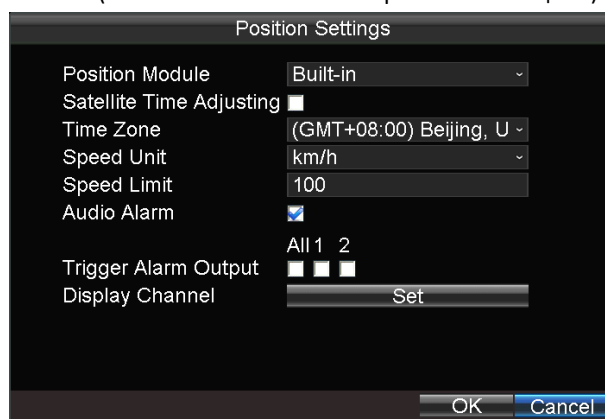 Position Settings
Position Module Built-in
Satellite Time Adjusting
Time Zone (GMT+08:00) Beijing, U
Speed Unit km/h
Speed Limit 100
Audio Alarm
All 1 2
Trigger Alarm Output
Display Channel Set
OK Cancel